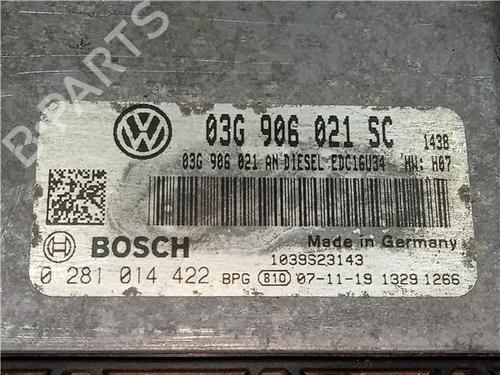 B-PARTS
03G 906 021 SC 1438
03G 906 021 AN DIESEL EDC16U34 HW: H07
BOSCH Made in Germany
1039S23143
0 281 014 422 BPG 810 07-11-19 1329 1266